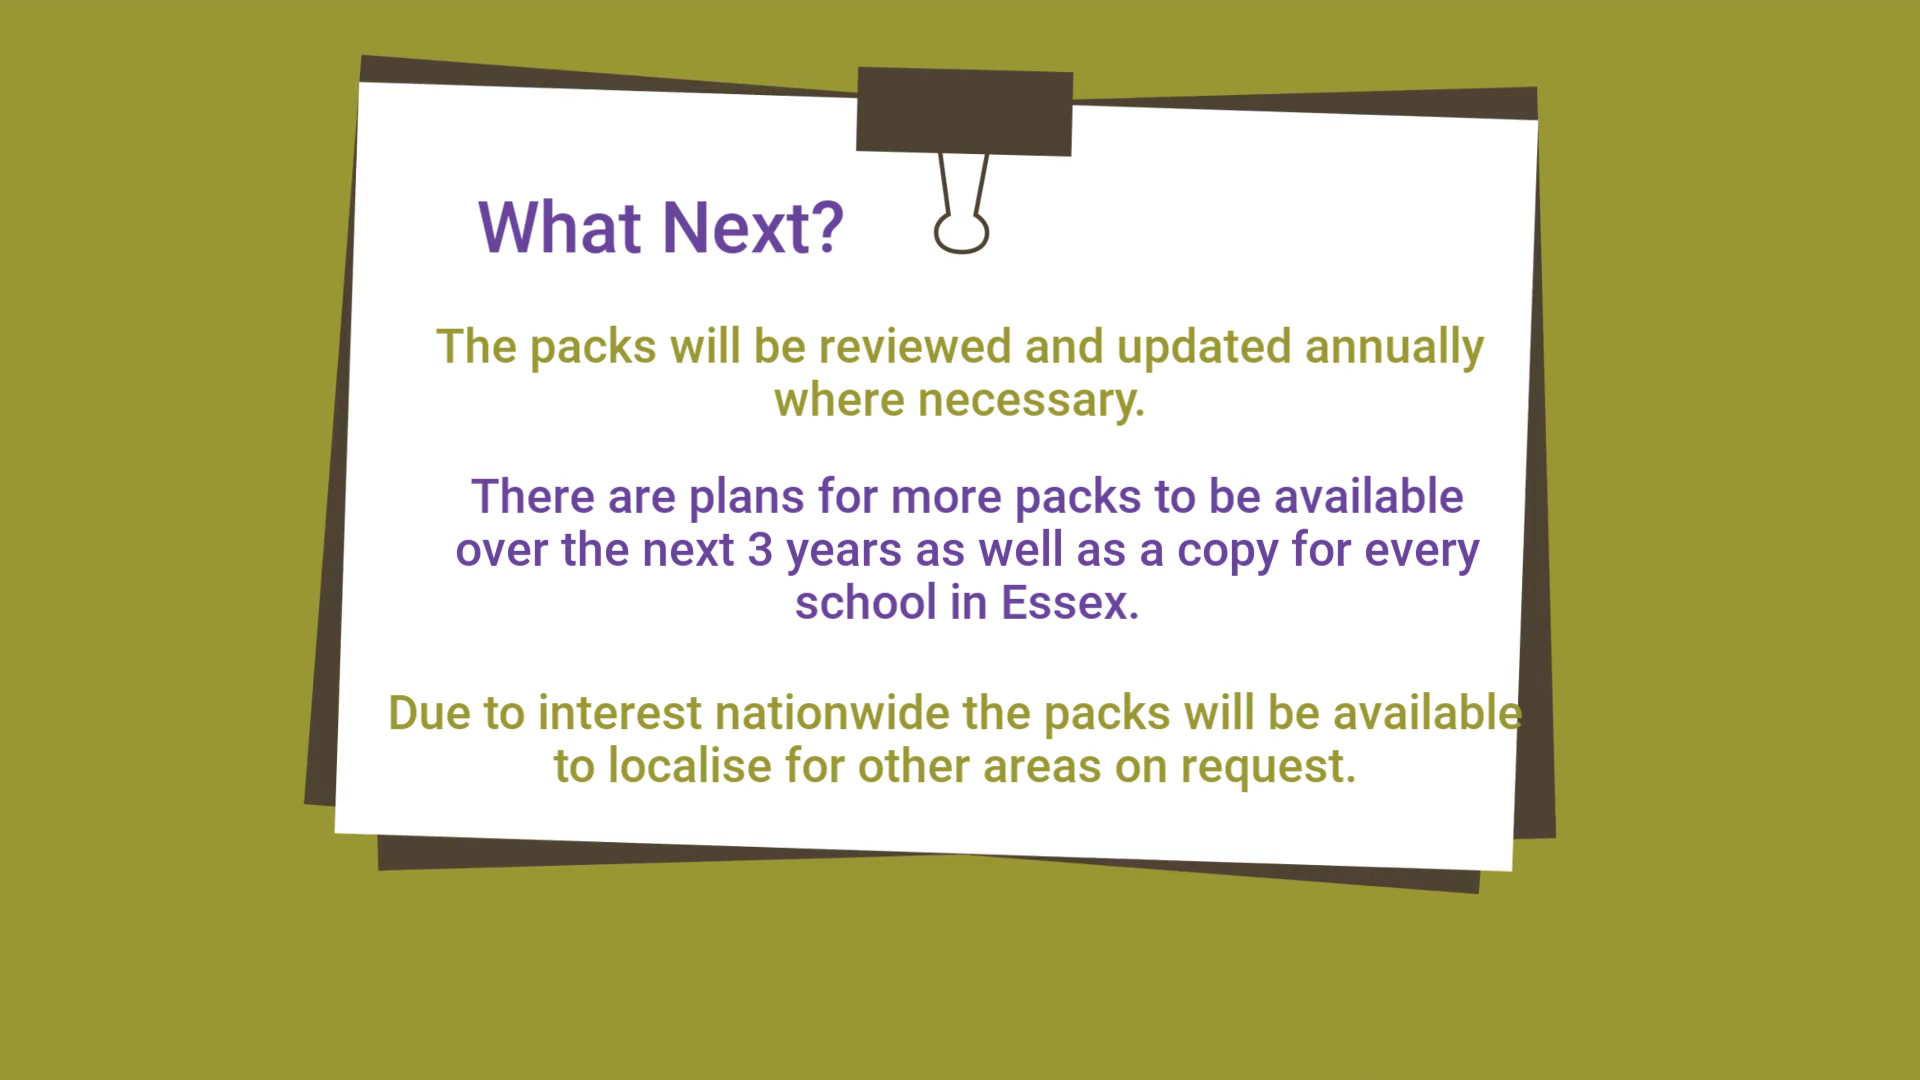 What Next?
The packs will be reviewed and updated annually
where necessary.
There are plans for more packs to be available
over the next 3 years as well as a copy for every
school in Essex.
Due to interest nationwide the packs will be available
to localise for other areas on request.